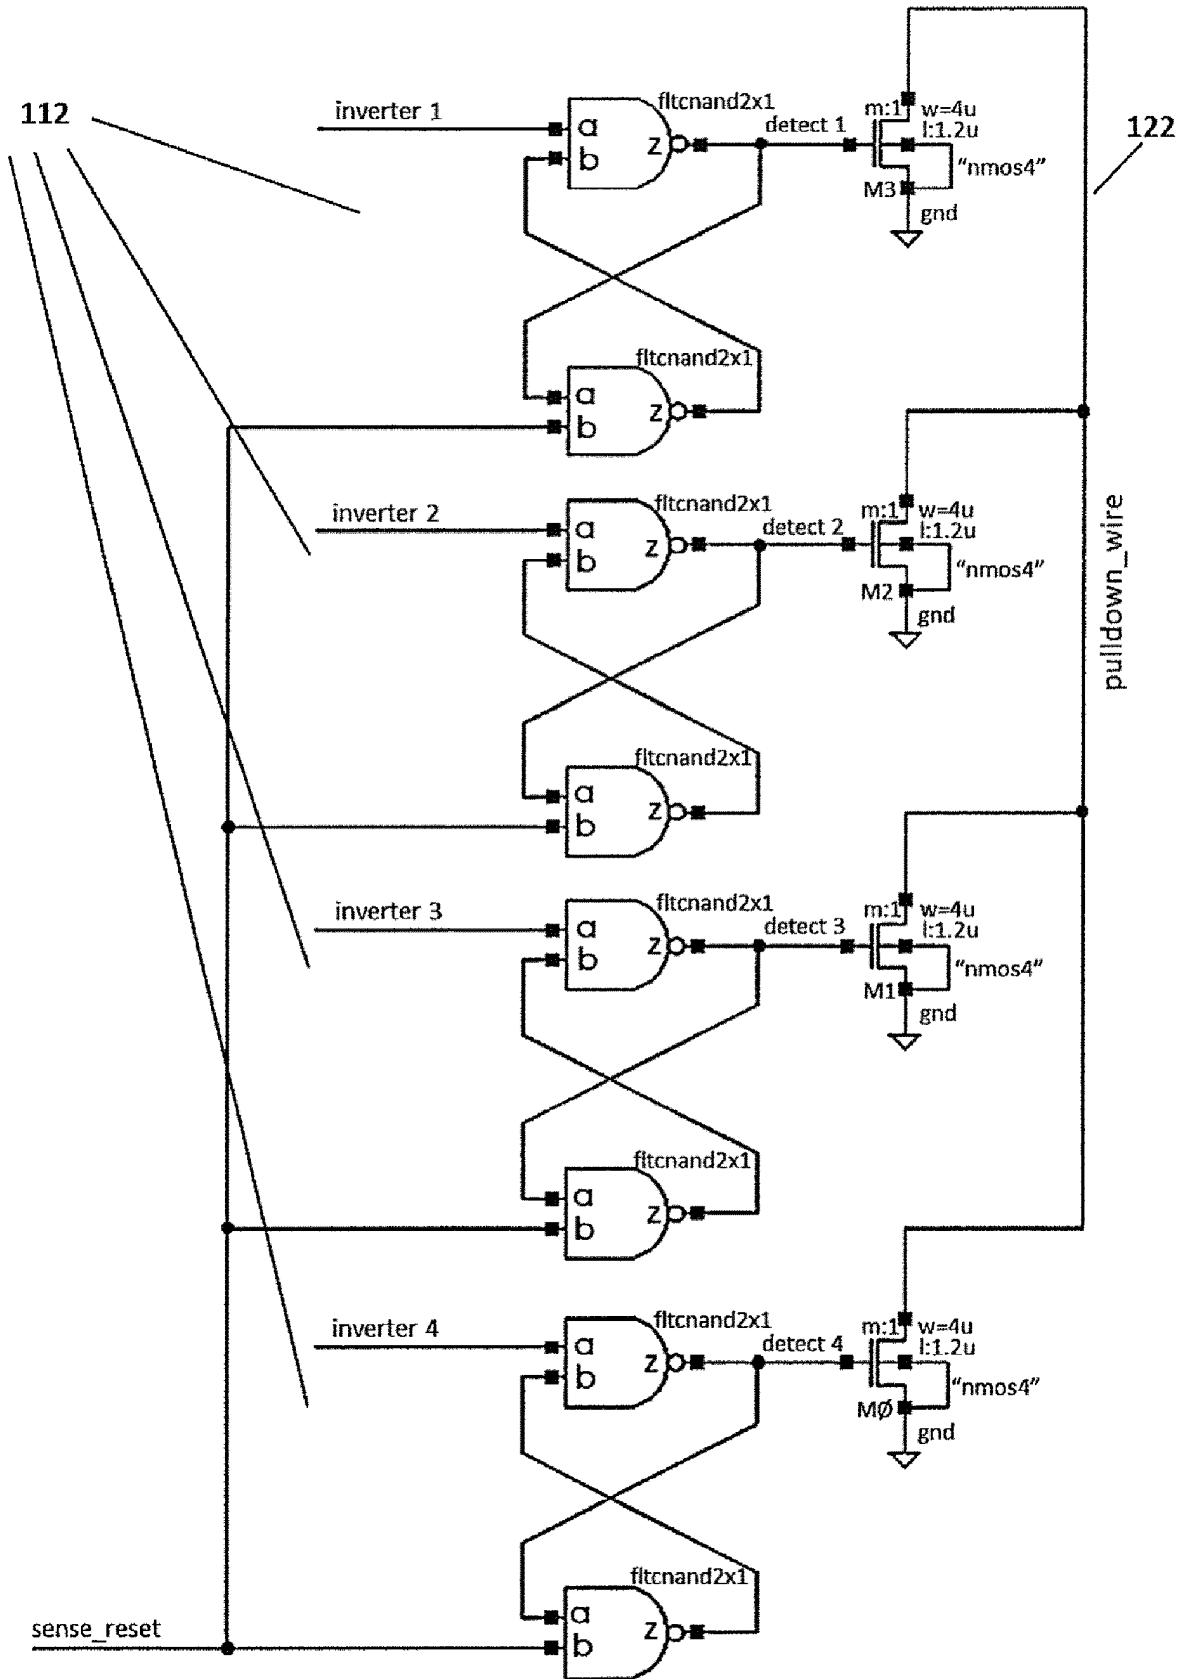 112
inverter 1
a
b
z
fltcnand2x1
detect 1
m:1
w=4u
l:1.2u
"nmos4"
M3
gnd
122
fltcnand2x1
a
b
z
inverter 2
a
b
z
fltcnand2x1
detect 2
m:1
w=4u
l:1.2u
"nmos4"
M2
gnd
pulldown_wire
fltcnand2x1
a
b
z
inverter 3
a
b
z
fltcnand2x1
detect 3
m:1
w=4u
l:1.2u
"nmos4"
M1
gnd
fltcnand2x1
a
b
z
inverter 4
a
b
z
fltcnand2x1
detect 4
m:1
w=4u
l:1.2u
"nmos4"
MØ
gnd
fltcnand2x1
a
b
z
sense_reset